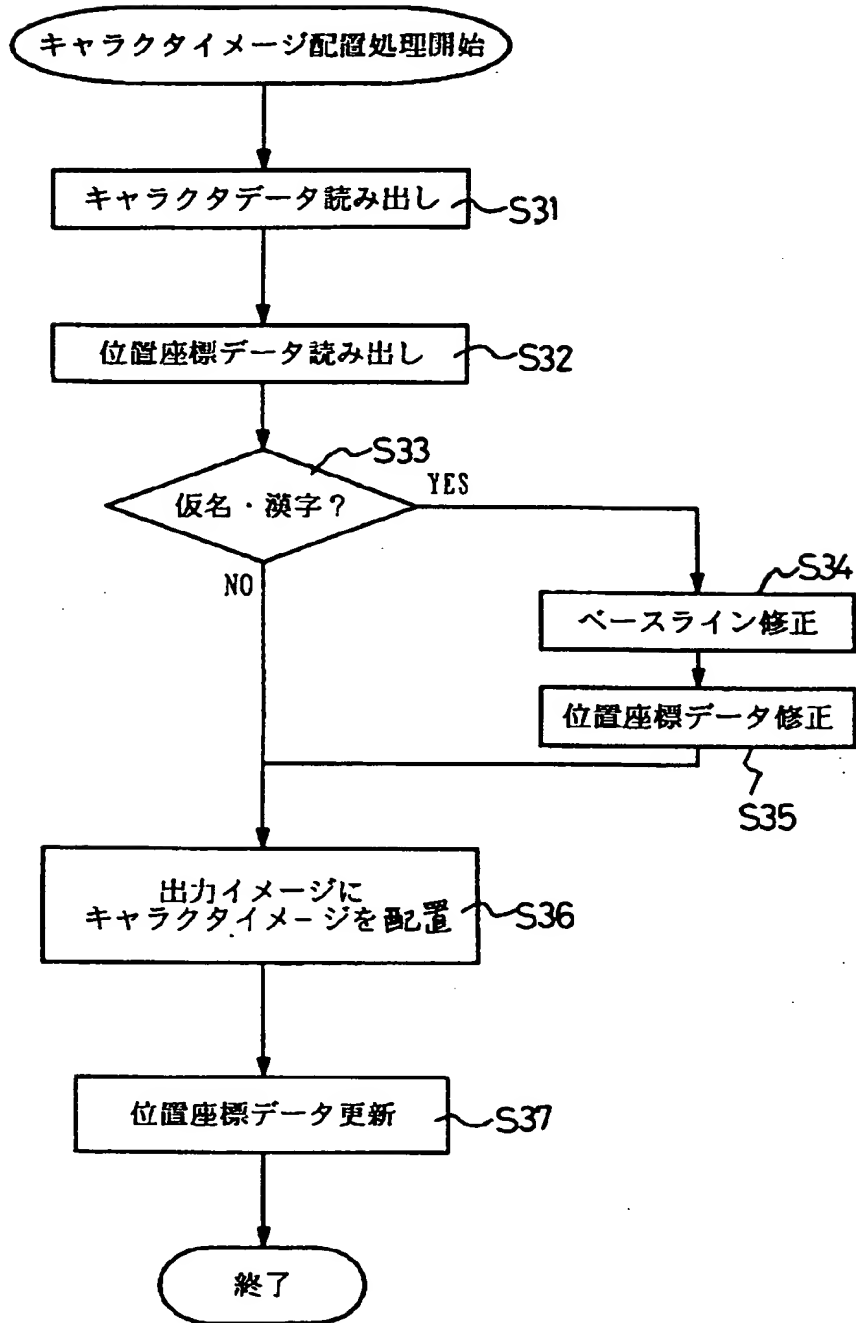 キャラクタイメージ配置処理開始
キャラクタデータ読み出し
S31
位置座標データ読み出し
S32
S33
仮名・漢字?
YES
NO
S34
ベースライン修正
位置座標データ修正
S35
出力イメージに
キャラクタイメージを配置
S36
位置座標データ更新
S37
終了